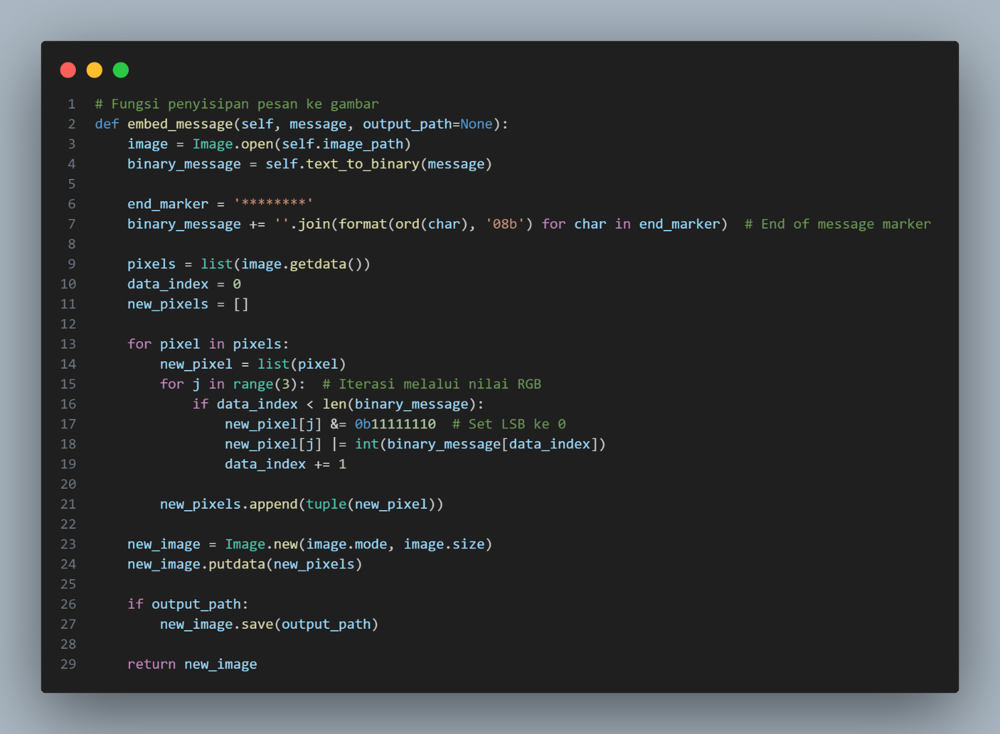 1 # Fungsi penyisipan pesan ke gambar
2 def embed_message(self, message, output_path=None):
3     image = Image.open(self.image_path)
4     binary_message = self.text_to_binary(message)
5
6     end_marker = '********'
7     binary_message += ''.join(format(ord(char), '08b') for char in end_marker)  # End of message marker
8
9     pixels = list(image.getdata())
10     data_index = 0
11     new_pixels = []
12
13     for pixel in pixels:
14         new_pixel = list(pixel)
15         for j in range(3):  # Iterasi melalui nilai RGB
16             if data_index < len(binary_message):
17                 new_pixel[j] &= 0b11111110  # Set LSB ke 0
18                 new_pixel[j] |= int(binary_message[data_index])
19                 data_index += 1
20
21         new_pixels.append(tuple(new_pixel))
22
23     new_image = Image.new(image.mode, image.size)
24     new_image.putdata(new_pixels)
25
26     if output_path:
27         new_image.save(output_path)
28
29     return new_image